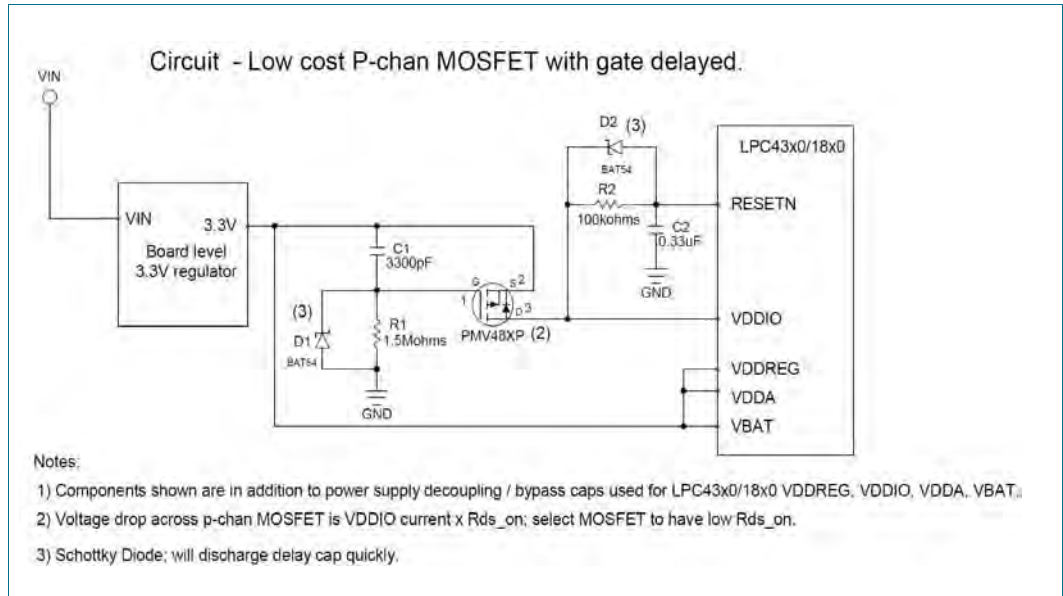 Circuit - Low cost P-chan MOSFET with gate delayed.
VIN
VIN
3.3V
Board level
3.3V regulator
C1
3300pF
(3)
D1
BAT54
R1
1.5Mohms
GND
G
1
S 2
D 3
PMV48XP (2)
D2 (3)
BAT54
R2
100kohms
C2
0.33uF
GND
LPC43x0/18x0
RESETN
VDDIO
VDDREG
VDDA
VBAT
Notes:
1) Components shown are in addition to power supply decoupling / bypass caps used for LPC43x0/18x0 VDDREG, VDDIO, VDDA, VBAT.
2) Voltage drop across p-chan MOSFET is VDDIO current x Rds_on; select MOSFET to have low Rds_on.
3) Schottky Diode; will discharge delay cap quickly.